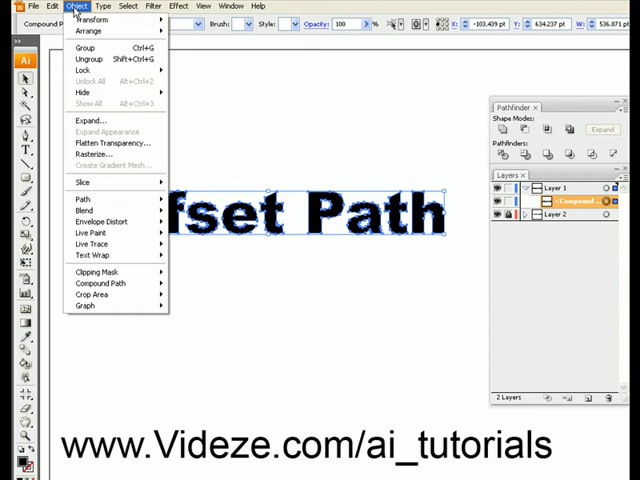 File Edit Object Type Select Filter Effect View Window Help
Compound P Brush: Style: Opacity: 100 X: -103.439 pt Y: 634.237 pt W: 536.871 p
Ai
Transform
Arrange
Group Ctrl+G
Ungroup Shift+Ctrl+G
Lock
Unlock All Alt+Ctrl+2
Hide
Show All Alt+Ctrl+3
Expand...
Expand Appearance
Flatten Transparency...
Rasterize...
Create Gradient Mesh...
Slice
Path
Blend
Envelope Distort
Live Paint
Live Trace
Text Wrap
Clipping Mask
Compound Path
Crop Area
Graph
fset Path
Pathfinder
Shape Modes:
Expand
Pathfinders:
Layers
Layer 1
<Compound ...
Layer 2
2 Layers
www.Videze.com/ai_tutorials